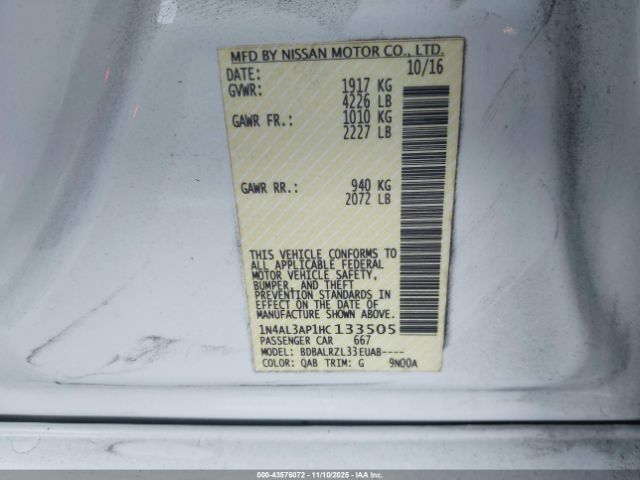 MFD BY NISSAN MOTOR CO., LTD.
DATE: 10/16
GVWR: 1917 KG
4226 LB
GAWR FR.: 1010 KG
2227 LB
GAWR RR.: 940 KG
2072 LB
THIS VEHICLE CONFORMS TO
ALL APPLICABLE FEDERAL
MOTOR VEHICLE SAFETY,
BUMPER, AND THEFT
PREVENTION STANDARDS IN
EFFECT ON THE DATE OF
MANUFACTURE SHOWN ABOVE.
1N4AL3AP1HC133505
PASSENGER CAR 667
MODEL: BDBALRZL33EUAB----
COLOR: QAB TRIM: G 9N00A
000-43576072 - 11/10/2025 - IAA Inc.